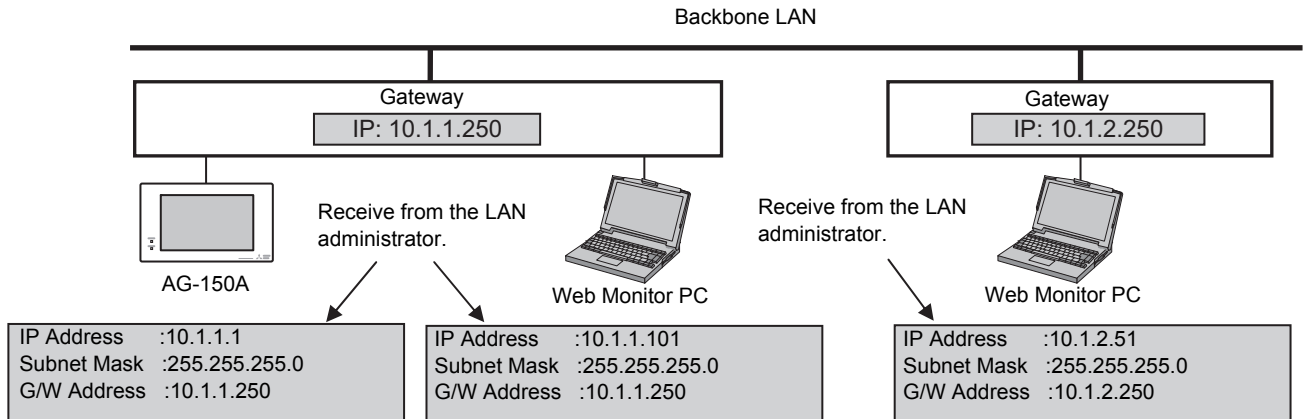 Backbone LAN
Gateway
IP: 10.1.1.250
Gateway
IP: 10.1.2.250
Receive from the LAN
administrator.
Receive from the LAN
administrator.
AG-150A
Web Monitor PC
Web Monitor PC
IP Address :10.1.1.1
Subnet Mask :255.255.255.0
G/W Address :10.1.1.250
IP Address :10.1.1.101
Subnet Mask :255.255.255.0
G/W Address :10.1.1.250
IP Address :10.1.2.51
Subnet Mask :255.255.255.0
G/W Address :10.1.2.250